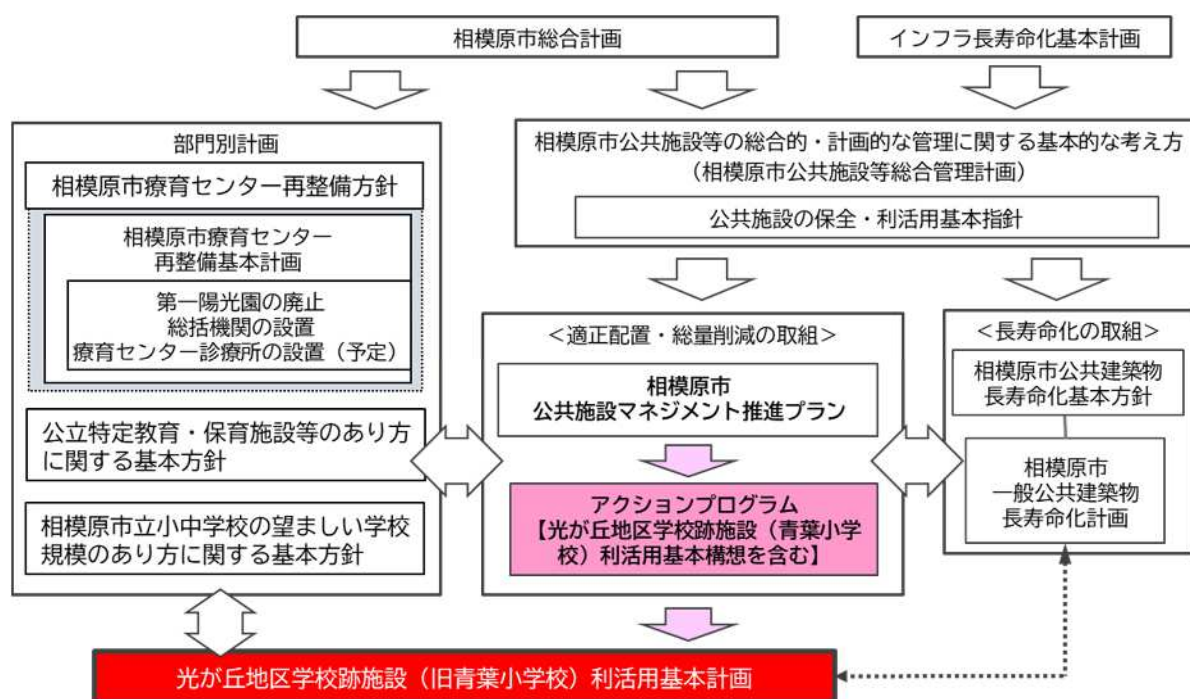 相模原市総合計画
インフラ長寿命化基本計画
部門別計画
相模原市療育センター再整備方針
相模原市療育センター
再整備基本計画
第一陽光園の廃止
総括機関の設置
療育センター診療所の設置（予定）
公立特定教育・保育施設等のあり方
に関する基本方針
相模原市立小中学校の望ましい学校
規模のあり方に関する基本方針
相模原市公共施設等の総合的・計画的な管理に関する基本的な考え方
（相模原市公共施設等総合管理計画）
公共施設の保全・利活用基本指針
＜適正配置・総量削減の取組＞
相模原市
公共施設マネジメント推進プラン
アクションプログラム
【光が丘地区学校跡施設（青葉小学
校）利活用基本構想を含む】
＜長寿命化の取組＞
相模原市公共建築物
長寿命化基本方針
相模原市
一般公共建築物
長寿命化計画
光が丘地区学校跡施設（旧青葉小学校）利活用基本計画